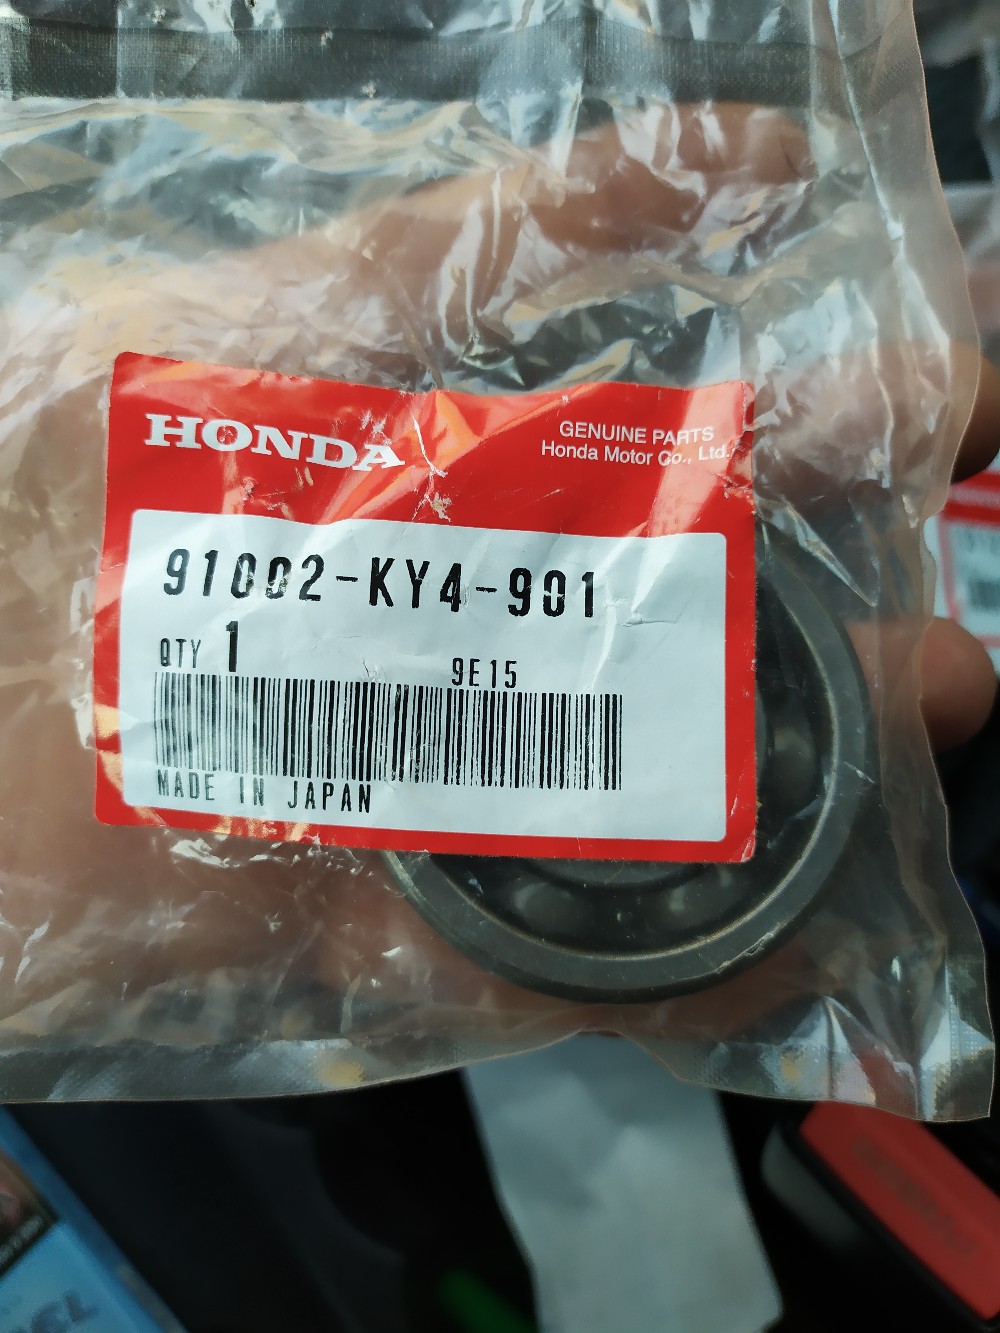 HONDA
GENUINE PARTS
Honda Motor Co., Ltd.
91002-KY4-901
QTY 1
9E15
MADE IN JAPAN